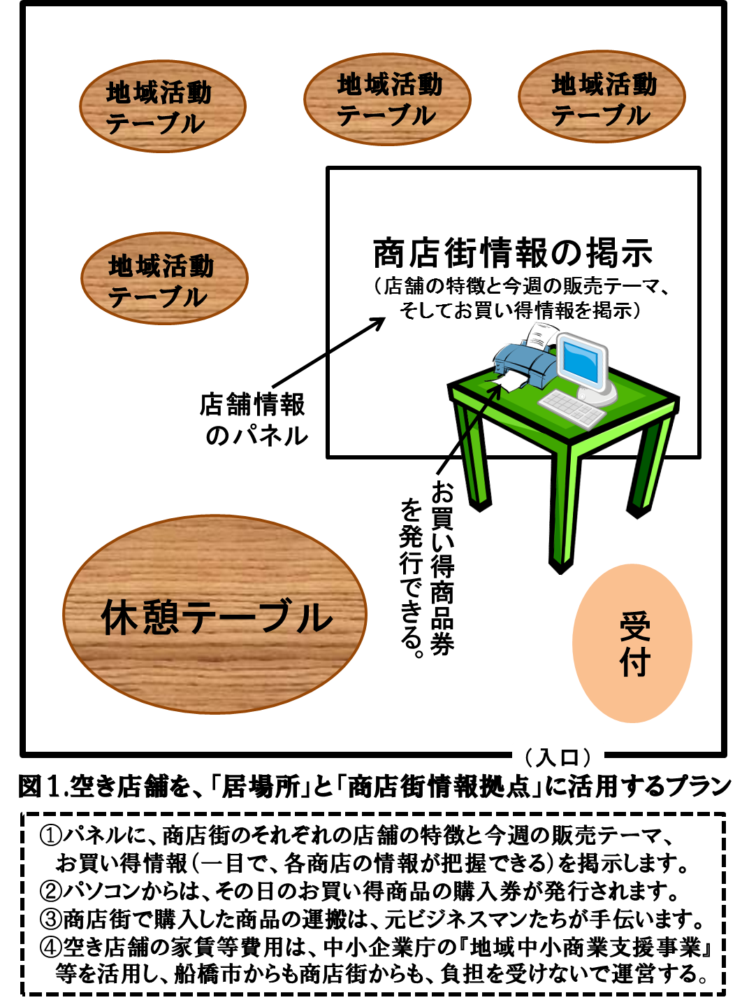 地域活動
テーブル
地域活動
テーブル
地域活動
テーブル
地域活動
テーブル
商店街情報の掲示
（店舗の特徴と今週の販売テーマ、
そしてお買い得情報を掲示）
店舗情報
のパネル
お買い得商品券
を発行できる。
休憩テーブル
受付
（入口）
図１.空き店舗を、「居場所」と「商店街情報拠点」に活用するプラン
①パネルに、商店街のそれぞれの店舗の特徴と今週の販売テーマ、
お買い得情報（一目で、各商店の情報が把握できる）を掲示します。
②パソコンからは、その日のお買い得商品の購入券が発行されます。
③商店街で購入した商品の運搬は、元ビジネスマンたちが手伝います。
④空き店舗の家賃等費用は、中小企業庁の『地域中小商業支援事業』
等を活用し、船橋市からも商店街からも、負担を受けないで運営する。